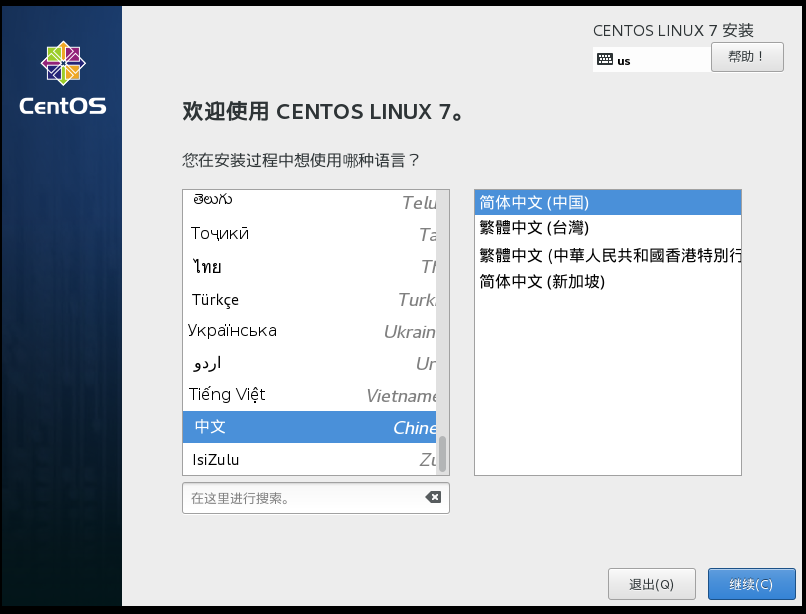 CENTOS LINUX 7 安装
us
帮助！
CentOS
欢迎使用 CENTOS LINUX 7。
您在安装过程中想使用哪种语言？
తెలుగు Telu
Тоҷикӣ Ta
ไทย Th
Türkçe Turk
Українська Ukrain
اردو Ur
Tiếng Việt Vietname
中文 Chine
IsiZulu Zu
简体中文 (中国)
繁體中文 (台灣)
繁體中文 (中華人民共和國香港特別行
简体中文 (新加坡)
在这里进行搜索。
退出(Q)
继续(C)